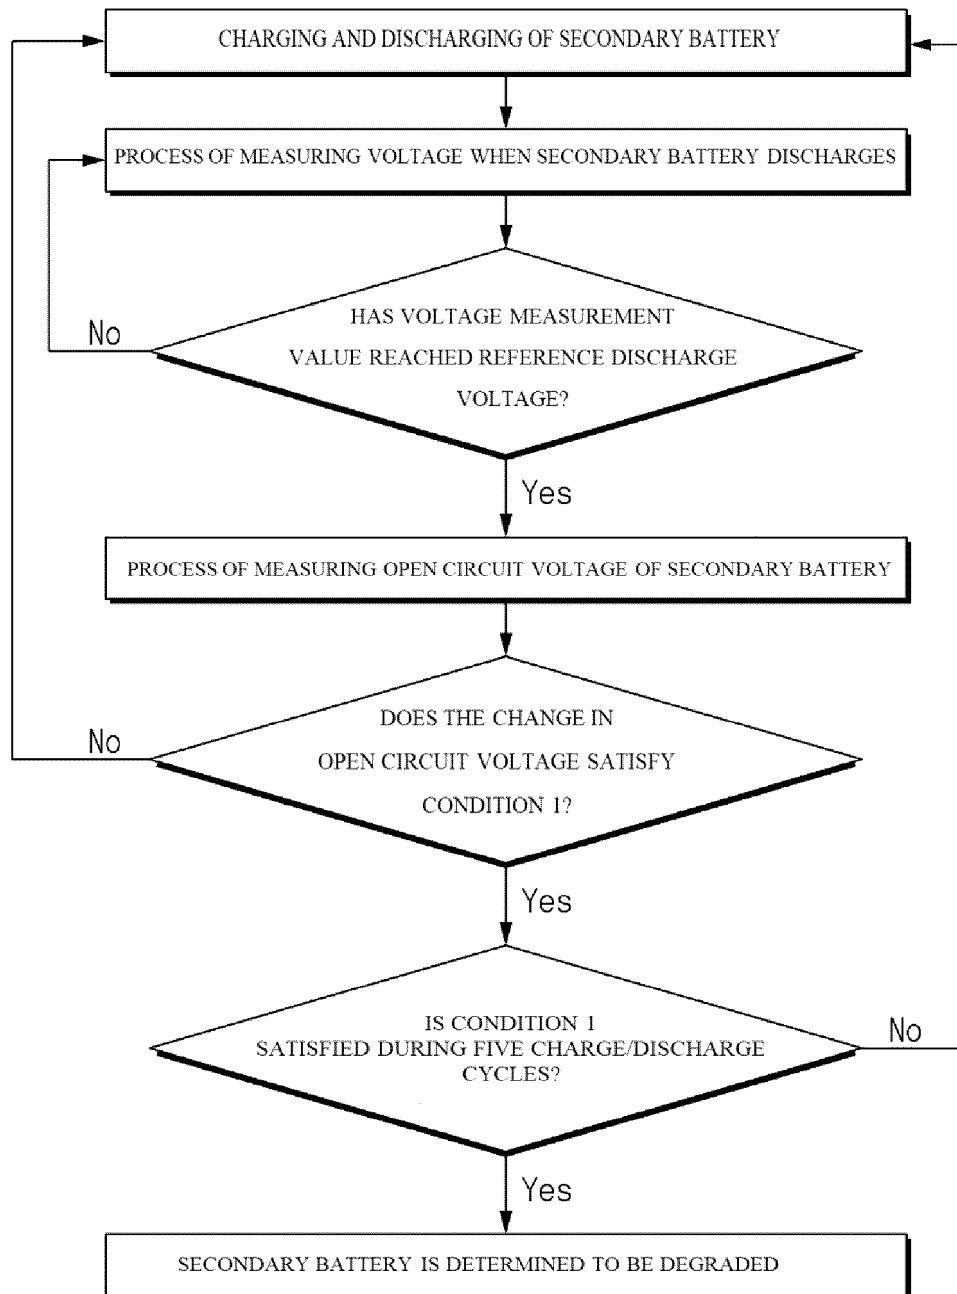 CHARGING AND DISCHARGING OF SECONDARY BATTERY
PROCESS OF MEASURING VOLTAGE WHEN SECONDARY BATTERY DISCHARGES
HAS VOLTAGE MEASUREMENT
VALUE REACHED REFERENCE DISCHARGE
VOLTAGE?
No
Yes
PROCESS OF MEASURING OPEN CIRCUIT VOLTAGE OF SECONDARY BATTERY
DOES THE CHANGE IN
OPEN CIRCUIT VOLTAGE SATISFY
CONDITION 1?
No
Yes
IS CONDITION 1
SATISFIED DURING FIVE CHARGE/DISCHARGE
CYCLES?
No
Yes
SECONDARY BATTERY IS DETERMINED TO BE DEGRADED